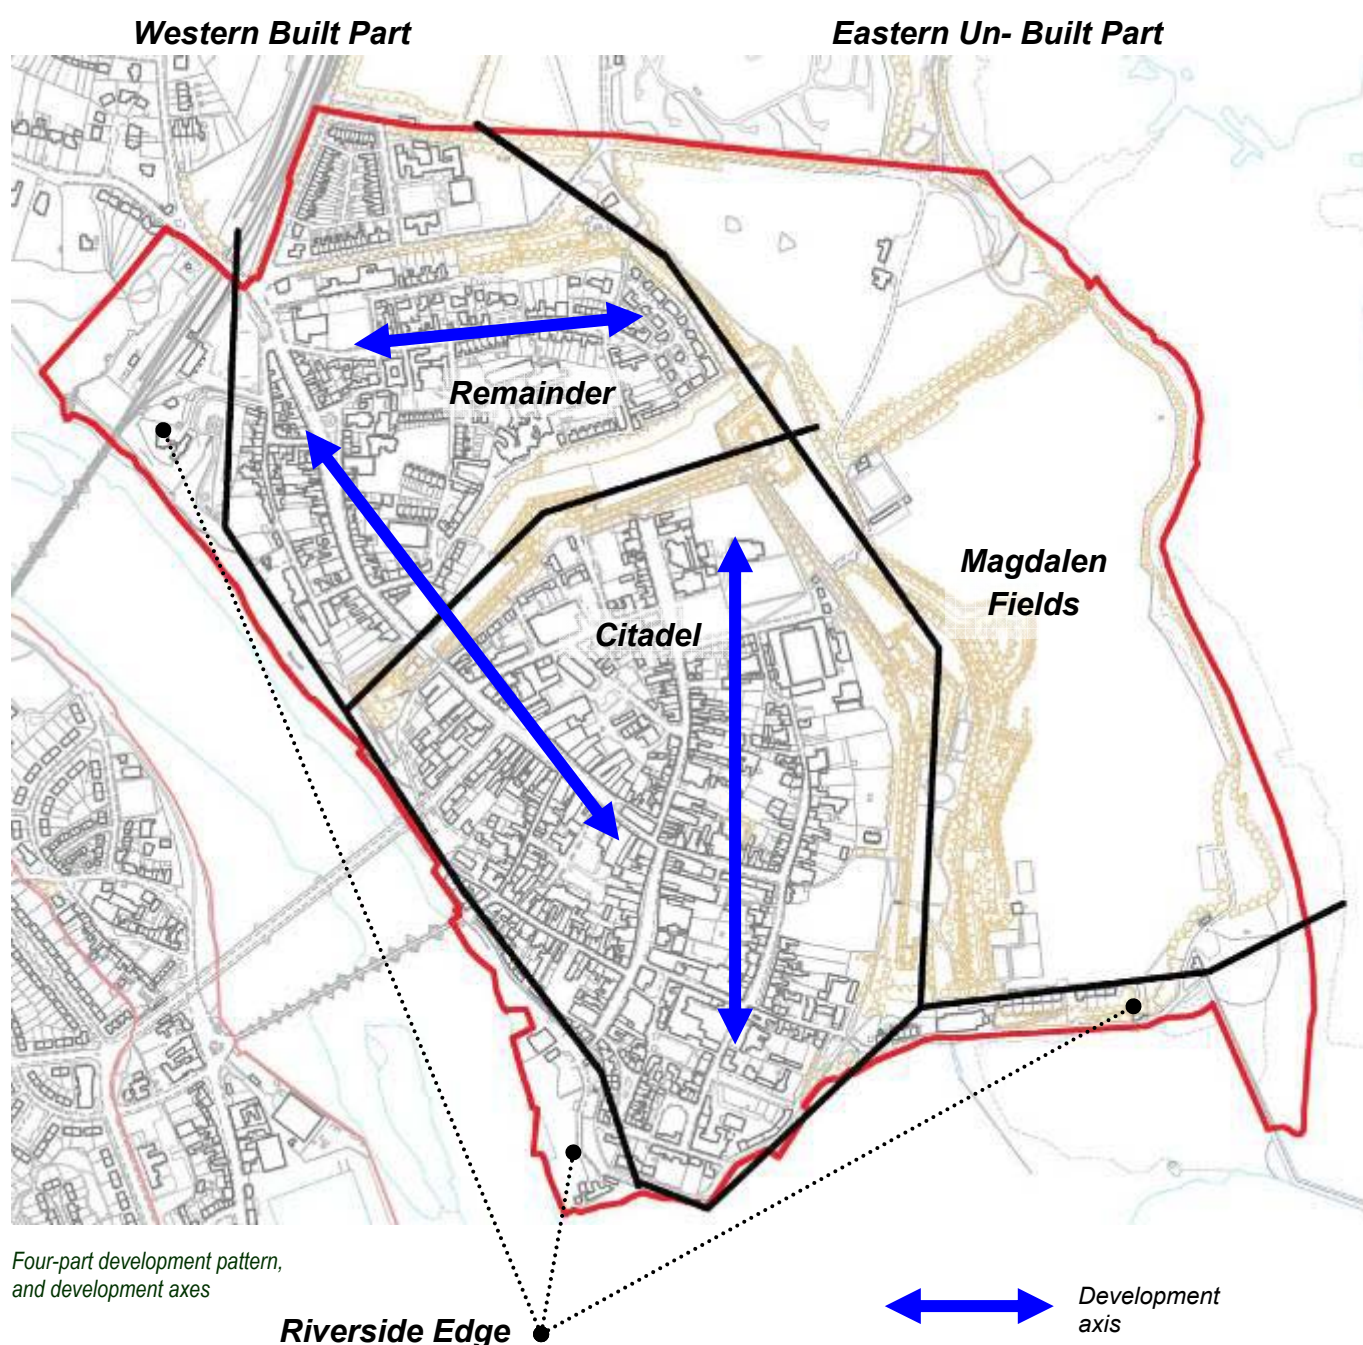 Western Built Part
Eastern Un- Built Part
Remainder
Magdalen
Fields
Citadel
Four-part development pattern,
and development axes
Riverside Edge
Development
axis